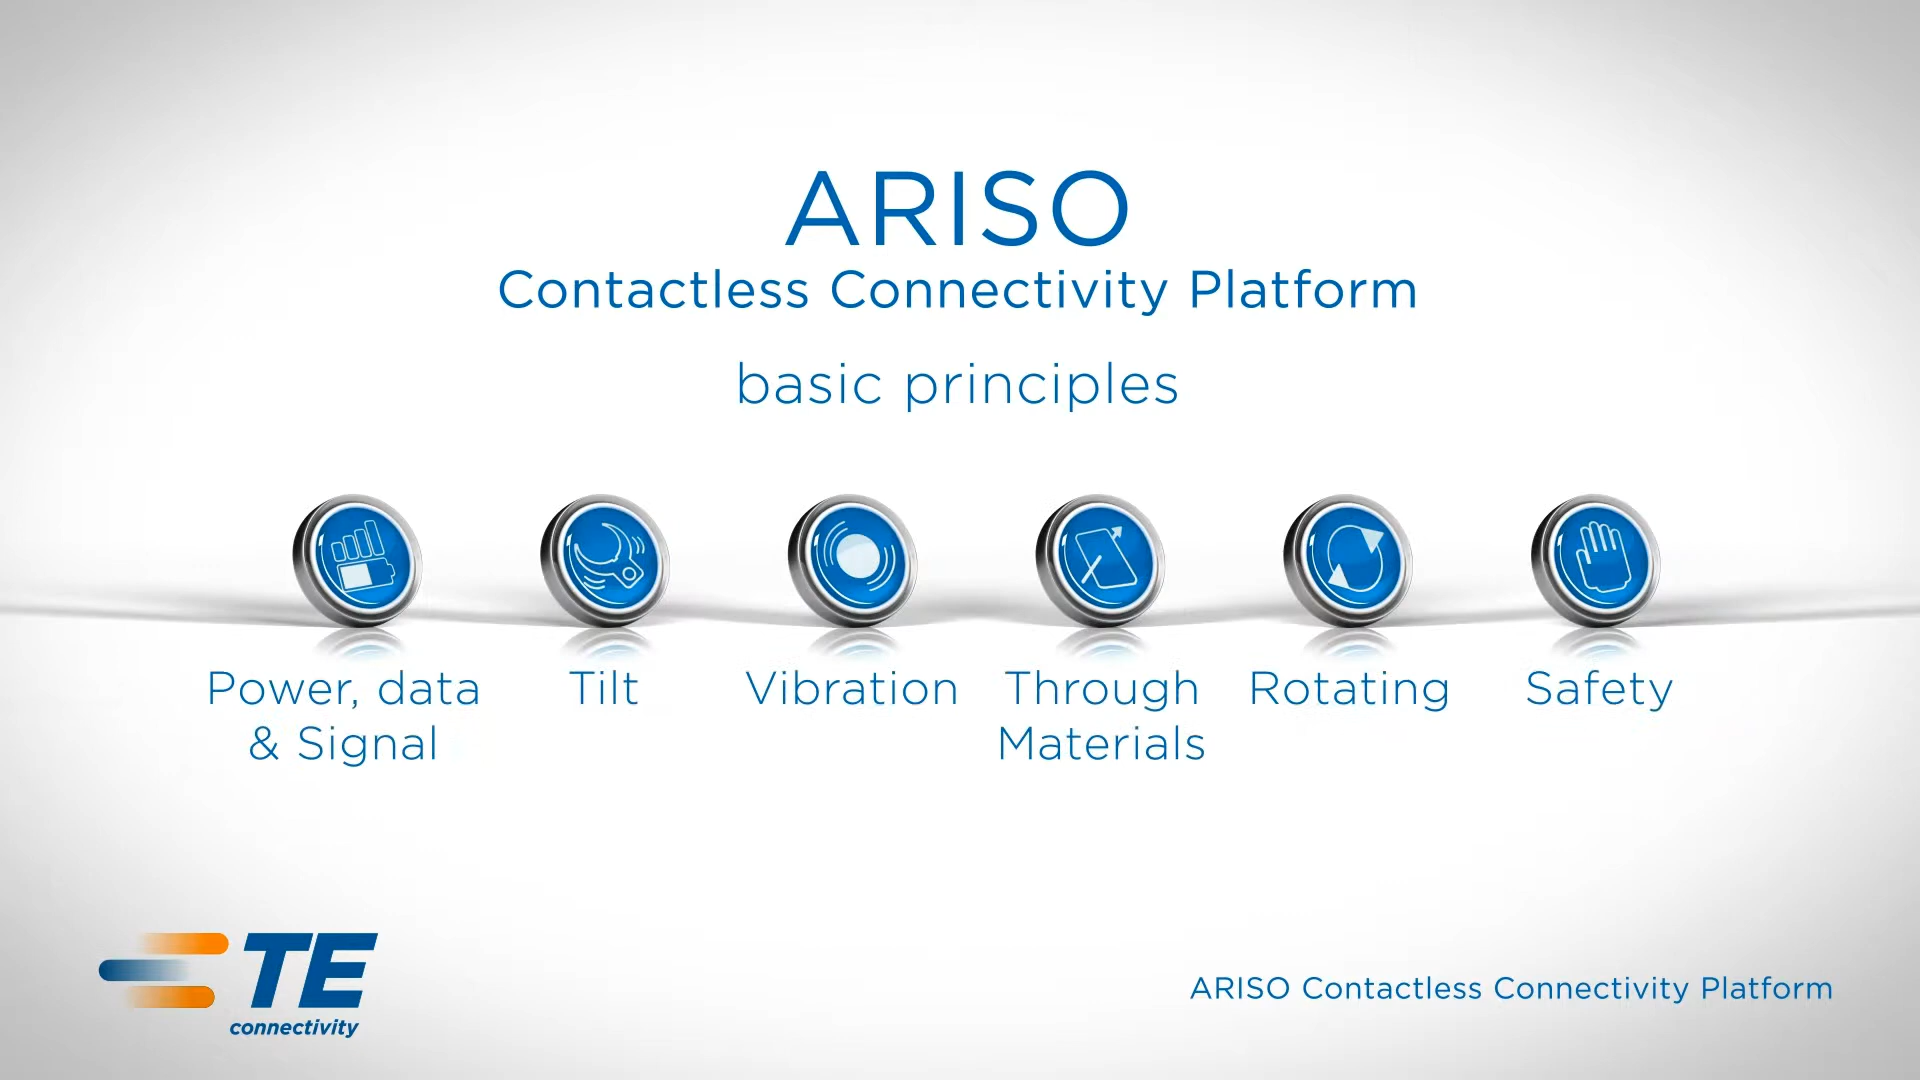 ARISO
Contactless Connectivity Platform
basic principles
Power, data
& Signal
Tilt
Vibration
Through
Materials
Rotating
Safety
TE
connectivity
ARISO Contactless Connectivity Platform